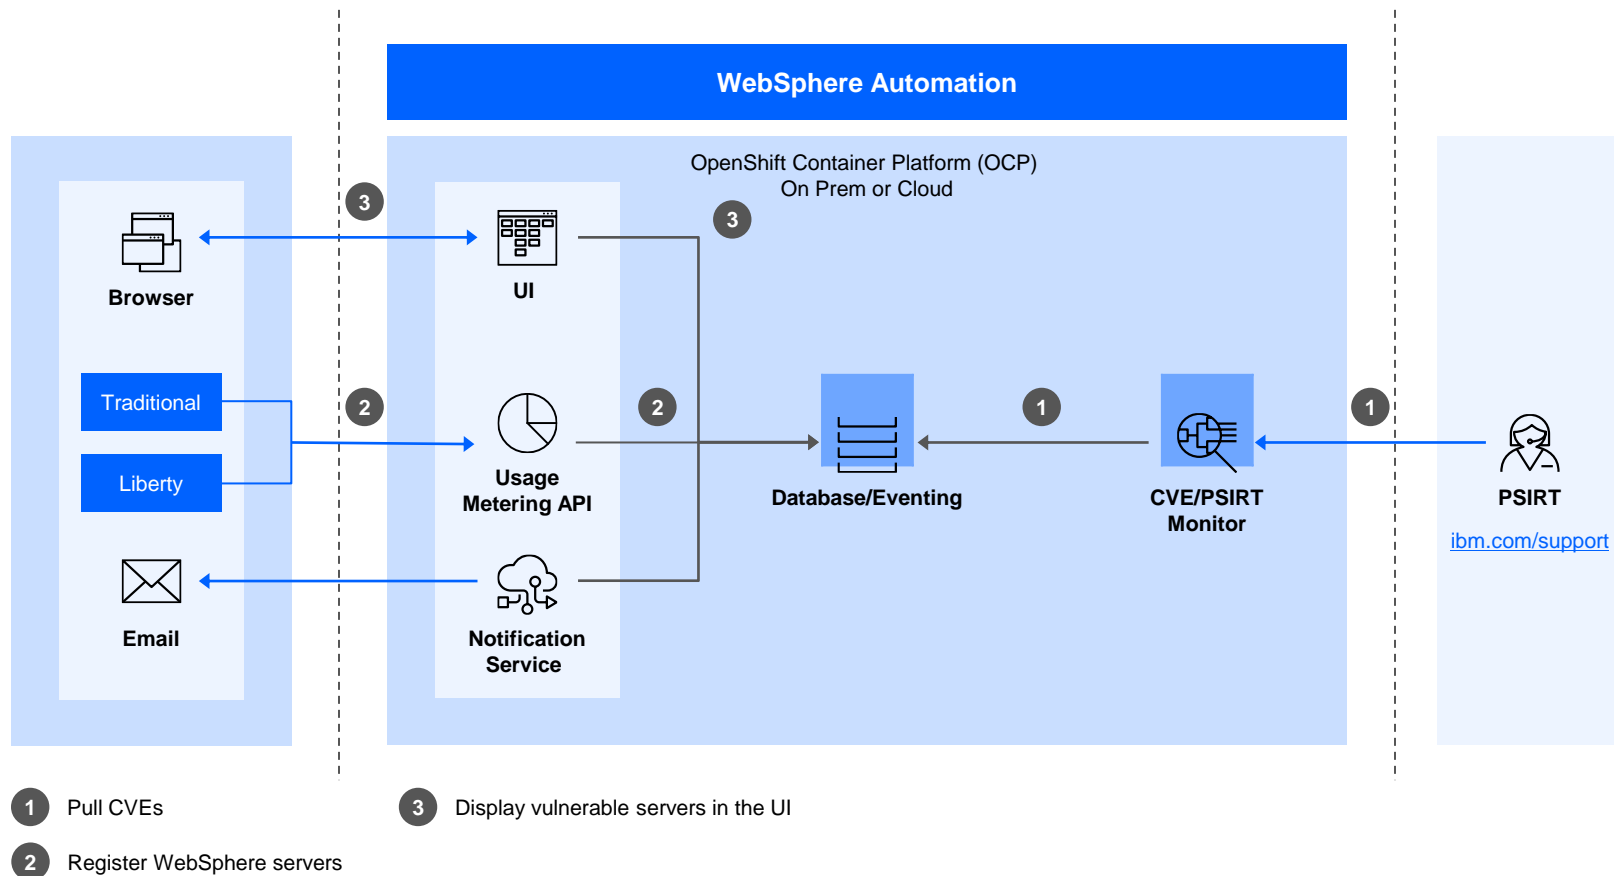 WebSphere Automation
OpenShift Container Platform (OCP)
On Prem or Cloud
3
3
Browser
UI
Traditional
Liberty
2
2
1
1
Usage
Metering API
Database/Eventing
CVE/PSIRT
Monitor
PSIRT
ibm.com/support
Email
Notification
Service
1 Pull CVEs
3 Display vulnerable servers in the UI
2 Register WebSphere servers